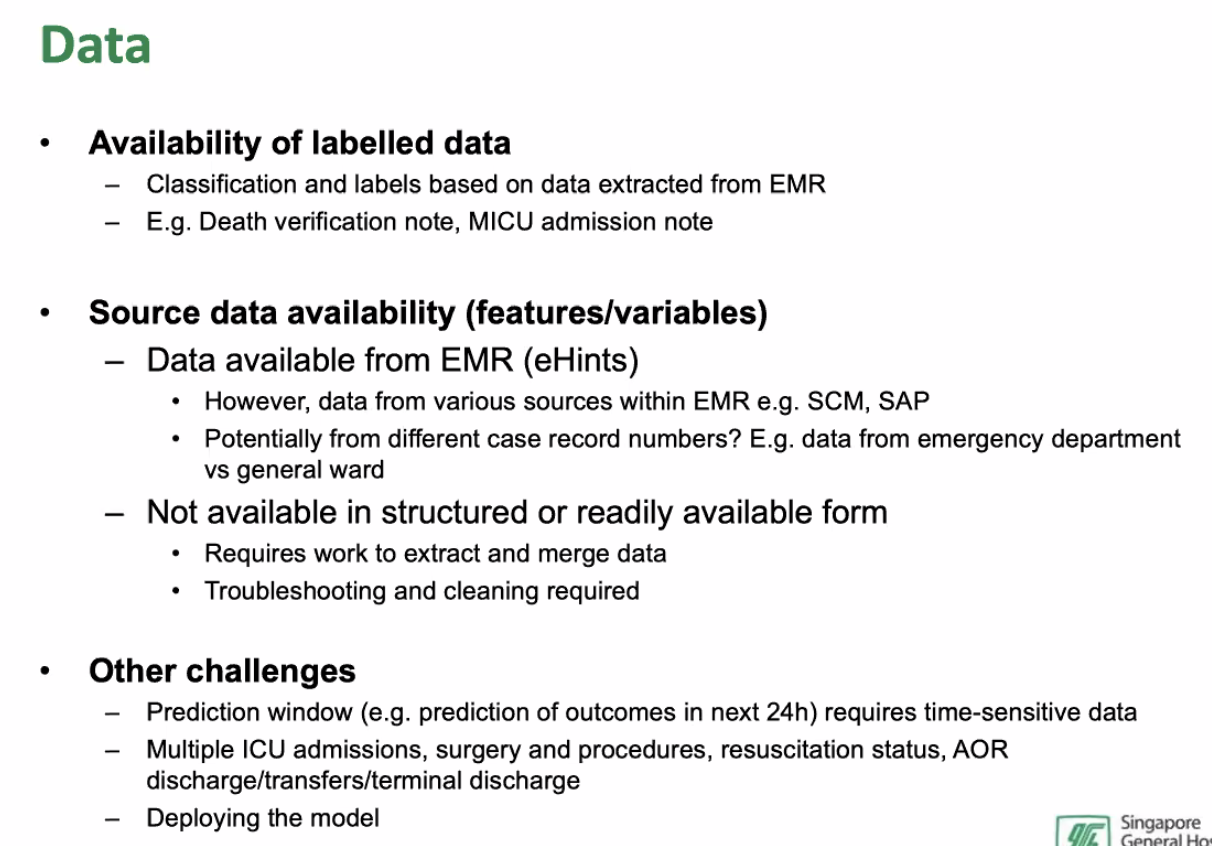 Data
• Availability of labelled data
– Classification and labels based on data extracted from EMR
– E.g. Death verification note, MICU admission note
• Source data availability (features/variables)
– Data available from EMR (eHints)
• However, data from various sources within EMR e.g. SCM, SAP
• Potentially from different case record numbers? E.g. data from emergency department
vs general ward
– Not available in structured or readily available form
• Requires work to extract and merge data
• Troubleshooting and cleaning required
• Other challenges
– Prediction window (e.g. prediction of outcomes in next 24h) requires time-sensitive data
– Multiple ICU admissions, surgery and procedures, resuscitation status, AOR
discharge/transfers/terminal discharge
– Deploying the model
Singapore
General Hos